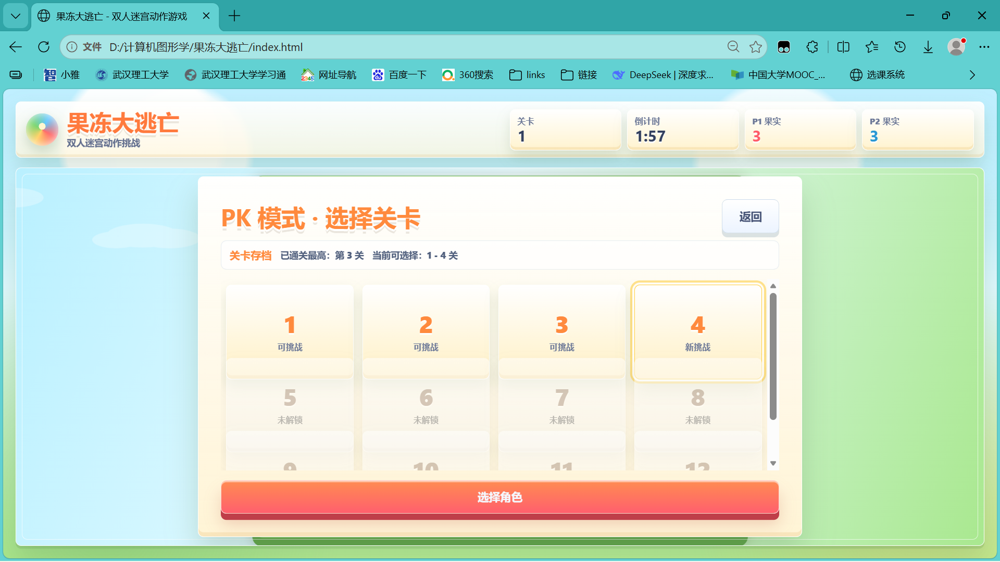 果冻大逃亡 - 双人迷宫动作游戏
文件 D:/计算机图形学/果冻大逃亡/index.html
智 小雅 武汉理工大学 武汉理工大学学习通 2345 网址导航 du 百度一下 360搜索 links 链接 DeepSeek | 深度求... 中国大学MOOC_... 选课系统
果冻大逃亡
双人迷宫动作挑战
关卡 倒计时 P1 果实 P2 果实
1 1:57 3 3
PK 模式 · 选择关卡
返回
关卡存档 已通关最高：第 3 关 当前可选择：1 - 4 关
1 2 3 4
可挑战 可挑战 可挑战 新挑战
5 6 7 8
未解锁 未解锁 未解锁 未解锁
9 10 11 12
选择角色